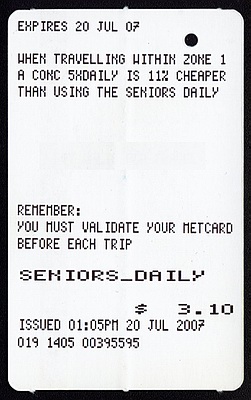 EXPIRES 20 JUL 07
WHEN TRAVELLING WITHIN ZONE 1
A CONC 5XDAILY IS 11% CHEAPER
THAN USING THE SENIORS DAILY
REMEMBER:
YOU MUST VALIDATE YOUR METCARD
BEFORE EACH TRIP
SENIORS_DAILY
$ 3.10
ISSUED 01:05PM 20 JUL 2007
019 1405 00395595